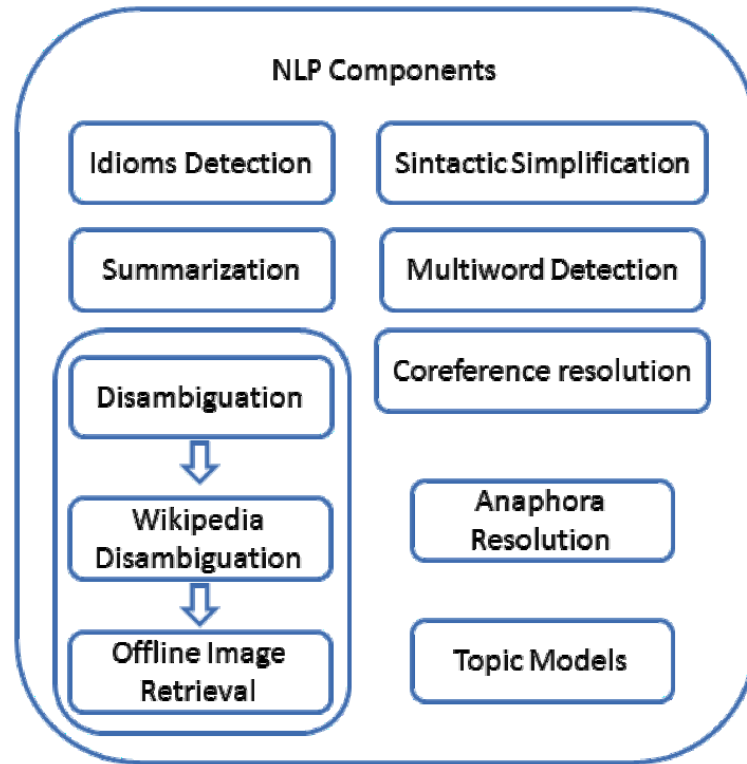 NLP Components
Idioms Detection
Sintactic Simplification
Summarization
Multiword Detection
Coreference resolution
Disambiguation
Wikipedia
Disambiguation
Anaphora
Resolution
Offline Image
Retrieval
Topic Models